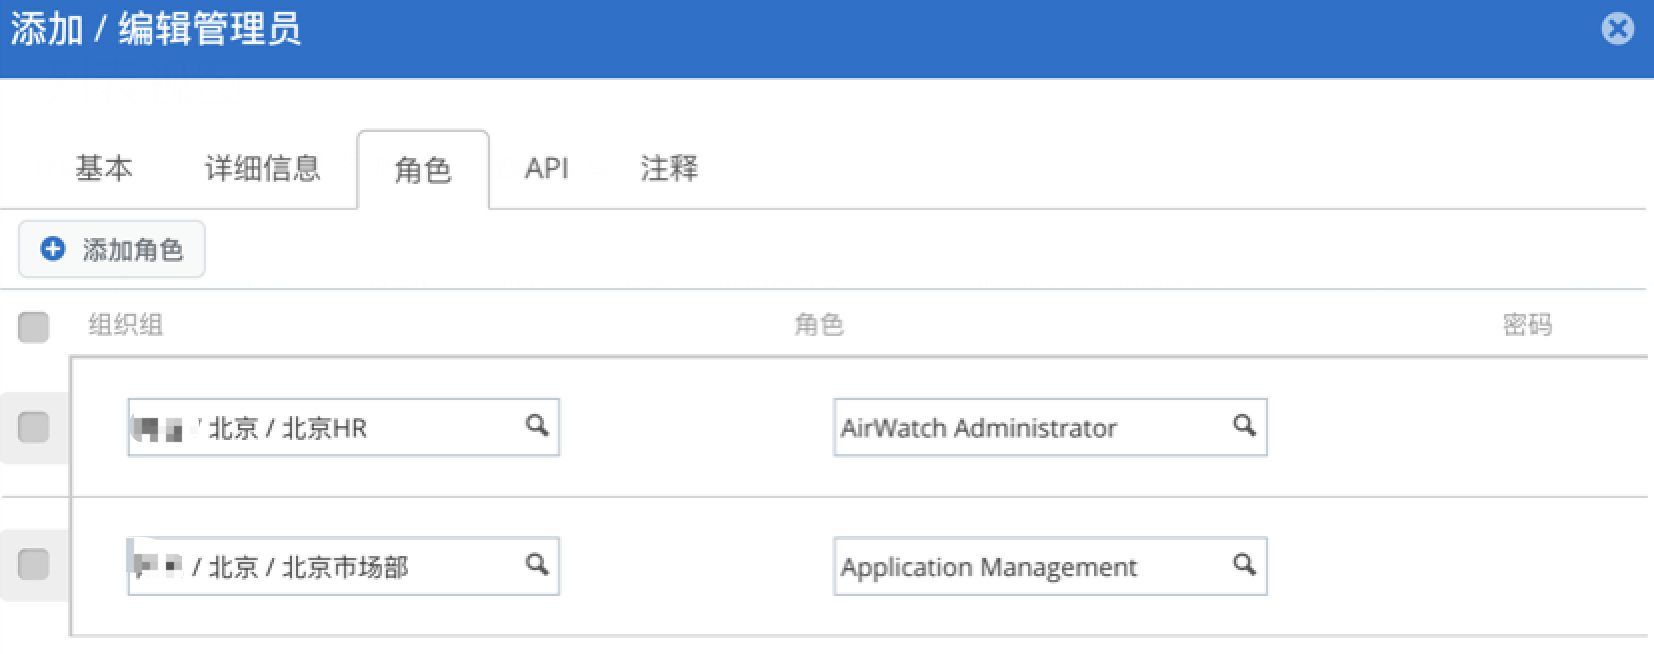 添加 / 编辑管理员
基本 详细信息 角色 API 注释
添加角色
组织组 角色 密码
/ 北京 / 北京HR AirWatch Administrator
/ 北京 / 北京市场部 Application Management